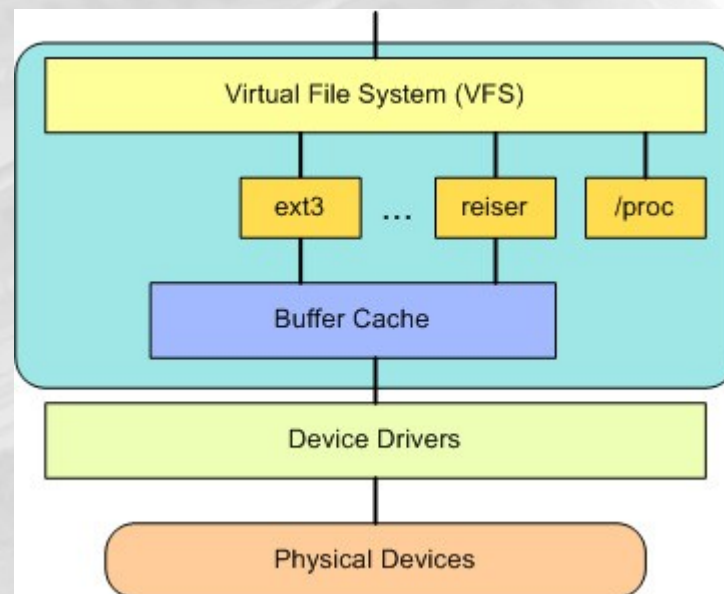 Virtual File System (VFS)
ext3 ... reiser /proc
Buffer Cache
Device Drivers
Physical Devices